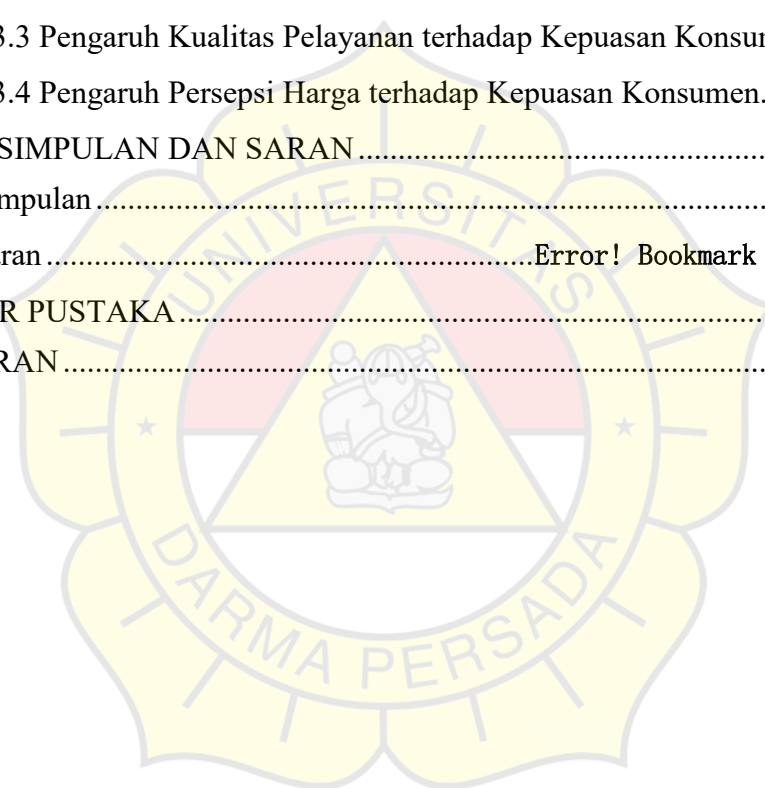 3.3 Pengaruh Kualitas Pelayanan terhadap Kepuasan
3.4 Pengaruh Persepsi Harga terhadap Kepuasan Konsumen.
SIMPULAN DAN SARAN ........................................................
mpulan ........................................................................................
ran ..............................................................Error! Bookmark
R PUSTAKA ..............................................................................
RAN ............................................................................................
UNIVERSITAS
DARMA PERSADA